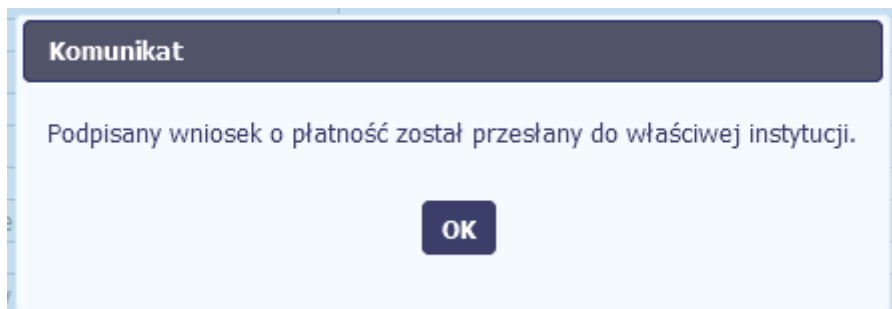 Komunikat
Podpisany wniosek o płatność został przesłany do właściwej instytucji.
OK